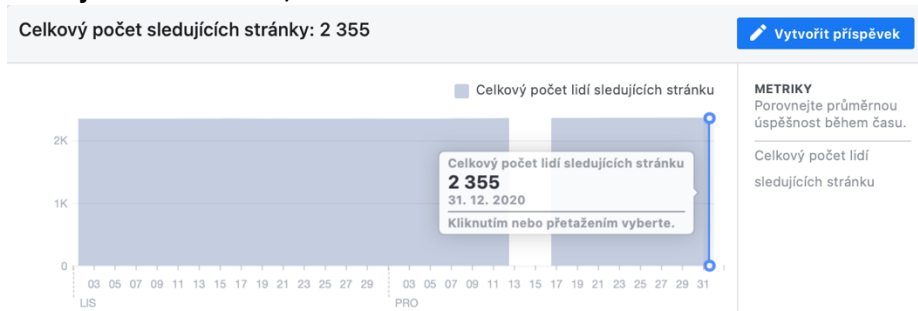 Celkový počet sledujících stránky: 2 355
Vytvořit příspěvek
Celkový počet lidí sledujících stránku
METRIKY
Porovnejte průměrnou
úspěšnost během času.
Celkový počet lidí
sledujících stránku
2K
1K
0
Celkový počet lidí sledujících stránku
2 355
31. 12. 2020
Kliknutím nebo přetažením vyberte.
03 05 07 09 11 13 15 17 19 21 23 25 27 29 03 05 07 09 11 13 15 17 19 21 23 25 27 29 31
LIS PRO